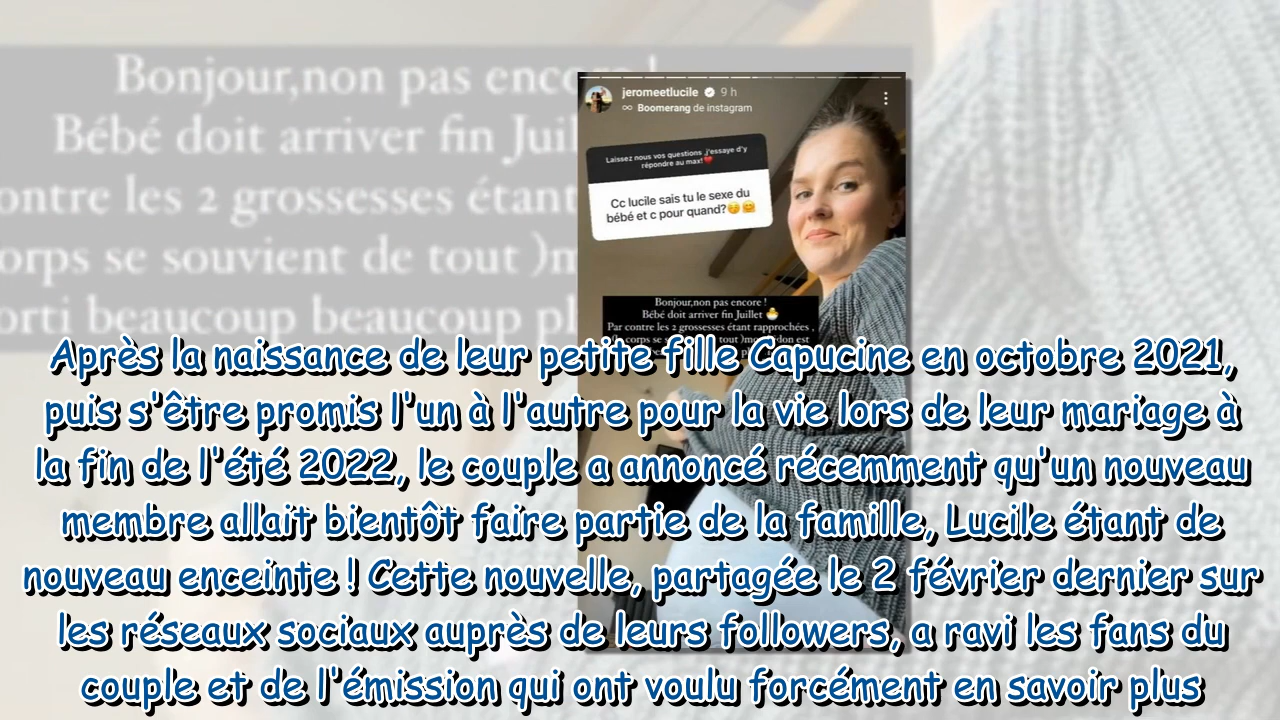 Bonjour,non pas enco
Bébé doit arriver fin Juil
ontre les 2 grossesses étant
orps se souvient de tout )m
orti beaucoup beaucoup pl
jeromeetlucile 9 h
Boomerang de instagram
Laissez nous vos questions ,j'essaye d'y
répondre au max!❤️
Cc lucile sais tu le sexe du
bébé et c pour quand?😏🤗
Bonjour,non pas encore !
Bébé doit arriver fin Juillet 🐣
Par contre les 2 grossesses étant rapprochées ,
corps se tout )mon
Après la naissance de leur petite fille Capucine en octobre 2021,
puis s'être promis l'un à l'autre pour la vie lors de leur mariage à
la fin de l'été 2022, le couple a annoncé récemment qu'un nouveau
membre allait bientôt faire partie de la famille, Lucile étant de
nouveau enceinte ! Cette nouvelle, partagée le 2 février dernier sur
les réseaux sociaux auprès de leurs followers, a ravi les fans du
couple et de l'émission qui ont voulu forcément en savoir plus